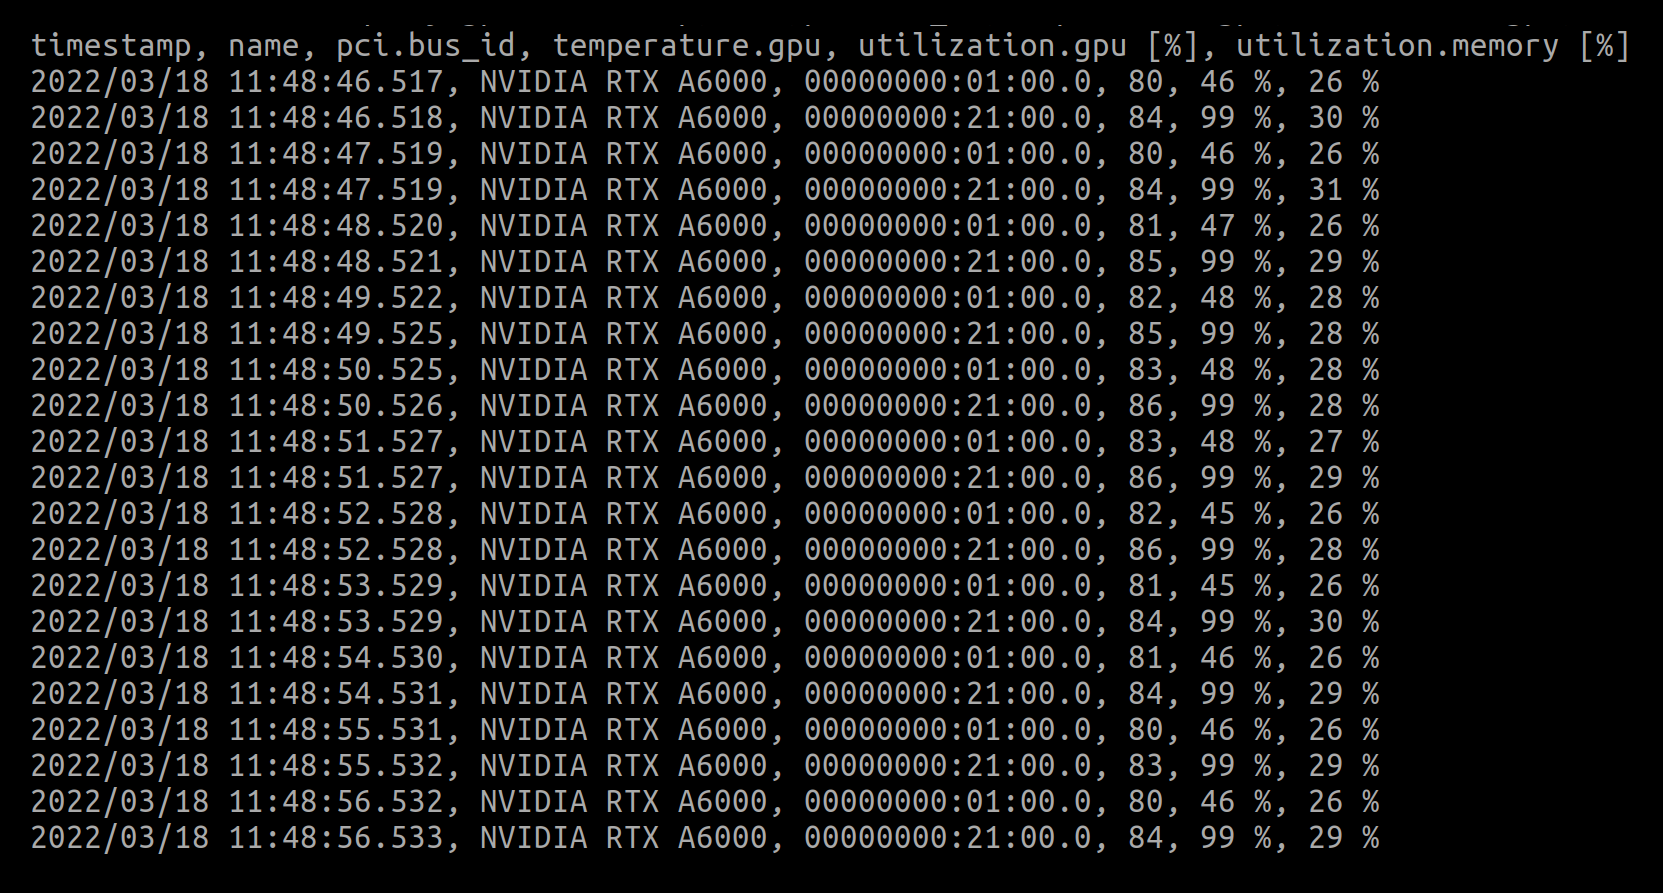 timestamp, name, pci.bus_id, temperature.gpu, utilization.gpu [%], utilization.memory [%]
2022/03/18 11:48:46.517, NVIDIA RTX A6000, 00000000:01:00.0, 80, 46 %, 26 %
2022/03/18 11:48:46.518, NVIDIA RTX A6000, 00000000:21:00.0, 84, 99 %, 30 %
2022/03/18 11:48:47.519, NVIDIA RTX A6000, 00000000:01:00.0, 80, 46 %, 26 %
2022/03/18 11:48:47.519, NVIDIA RTX A6000, 00000000:21:00.0, 84, 99 %, 31 %
2022/03/18 11:48:48.520, NVIDIA RTX A6000, 00000000:01:00.0, 81, 47 %, 26 %
2022/03/18 11:48:48.521, NVIDIA RTX A6000, 00000000:21:00.0, 85, 99 %, 29 %
2022/03/18 11:48:49.522, NVIDIA RTX A6000, 00000000:01:00.0, 82, 48 %, 28 %
2022/03/18 11:48:49.525, NVIDIA RTX A6000, 00000000:21:00.0, 85, 99 %, 28 %
2022/03/18 11:48:50.525, NVIDIA RTX A6000, 00000000:01:00.0, 83, 48 %, 28 %
2022/03/18 11:48:50.526, NVIDIA RTX A6000, 00000000:21:00.0, 86, 99 %, 28 %
2022/03/18 11:48:51.527, NVIDIA RTX A6000, 00000000:01:00.0, 83, 48 %, 27 %
2022/03/18 11:48:51.527, NVIDIA RTX A6000, 00000000:21:00.0, 86, 99 %, 29 %
2022/03/18 11:48:52.528, NVIDIA RTX A6000, 00000000:01:00.0, 82, 45 %, 26 %
2022/03/18 11:48:52.528, NVIDIA RTX A6000, 00000000:21:00.0, 86, 99 %, 28 %
2022/03/18 11:48:53.529, NVIDIA RTX A6000, 00000000:01:00.0, 81, 45 %, 26 %
2022/03/18 11:48:53.529, NVIDIA RTX A6000, 00000000:21:00.0, 84, 99 %, 30 %
2022/03/18 11:48:54.530, NVIDIA RTX A6000, 00000000:01:00.0, 81, 46 %, 26 %
2022/03/18 11:48:54.531, NVIDIA RTX A6000, 00000000:21:00.0, 84, 99 %, 29 %
2022/03/18 11:48:55.531, NVIDIA RTX A6000, 00000000:01:00.0, 80, 46 %, 26 %
2022/03/18 11:48:55.532, NVIDIA RTX A6000, 00000000:21:00.0, 83, 99 %, 29 %
2022/03/18 11:48:56.532, NVIDIA RTX A6000, 00000000:01:00.0, 80, 46 %, 26 %
2022/03/18 11:48:56.533, NVIDIA RTX A6000, 00000000:21:00.0, 84, 99 %, 29 %